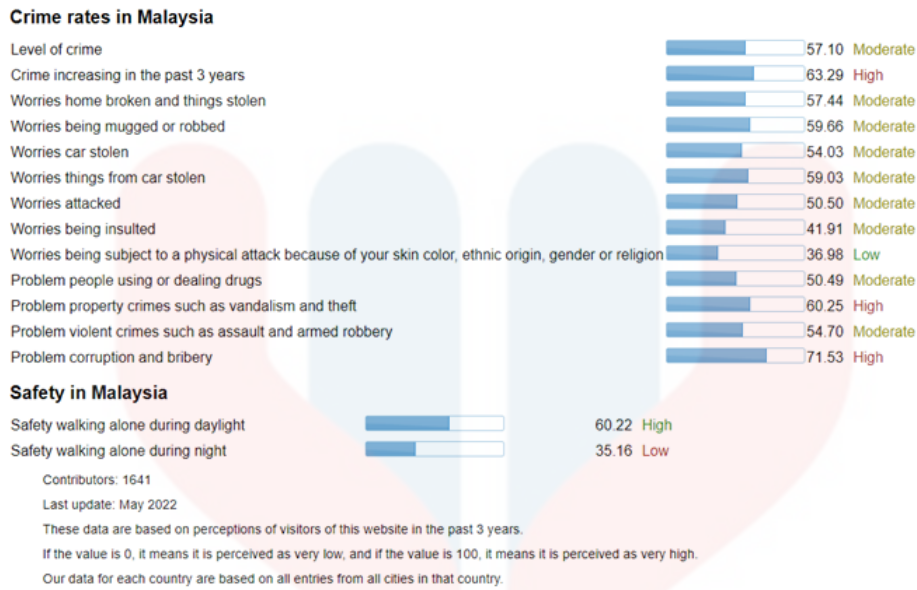 Crime rates in Malaysia
Level of crime 57.10 Moderate
Crime increasing in the past 3 years 63.29 High
Worries home broken and things stolen 57.44 Moderate
Worries being mugged or robbed 59.66 Moderate
Worries car stolen 54.03 Moderate
Worries things from car stolen 59.03 Moderate
Worries attacked 50.50 Moderate
Worries being insulted 41.91 Moderate
Worries being subject to a physical attack because of your skin color, ethnic origin, gender or religion 36.98 Low
Problem people using or dealing drugs 50.49 Moderate
Problem property crimes such as vandalism and theft 60.25 High
Problem violent crimes such as assault and armed robbery 54.70 Moderate
Problem corruption and bribery 71.53 High
Safety in Malaysia
Safety walking alone during daylight 60.22 High
Safety walking alone during night 35.16 Low
Contributors: 1641
Last update: May 2022
These data are based on perceptions of visitors of this website in the past 3 years.
If the value is 0, it means it is perceived as very low, and if the value is 100, it means it is perceived as very high.
Our data for each country are based on all entries from all cities in that country.